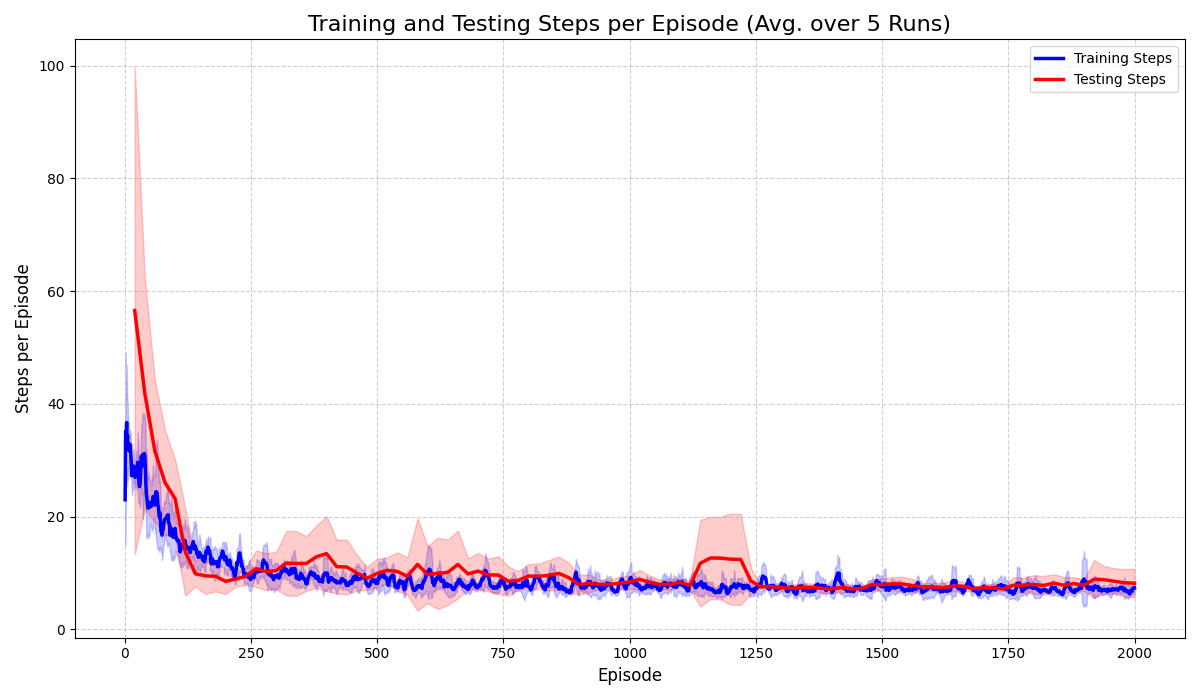 Training and Testing Steps per Episode (Avg. over 5 Runs)
Training Steps
Testing Steps
Steps per Episode
100
80
60
40
20
0
0 250 500 750 1000 1250 1500 1750 2000
Episode